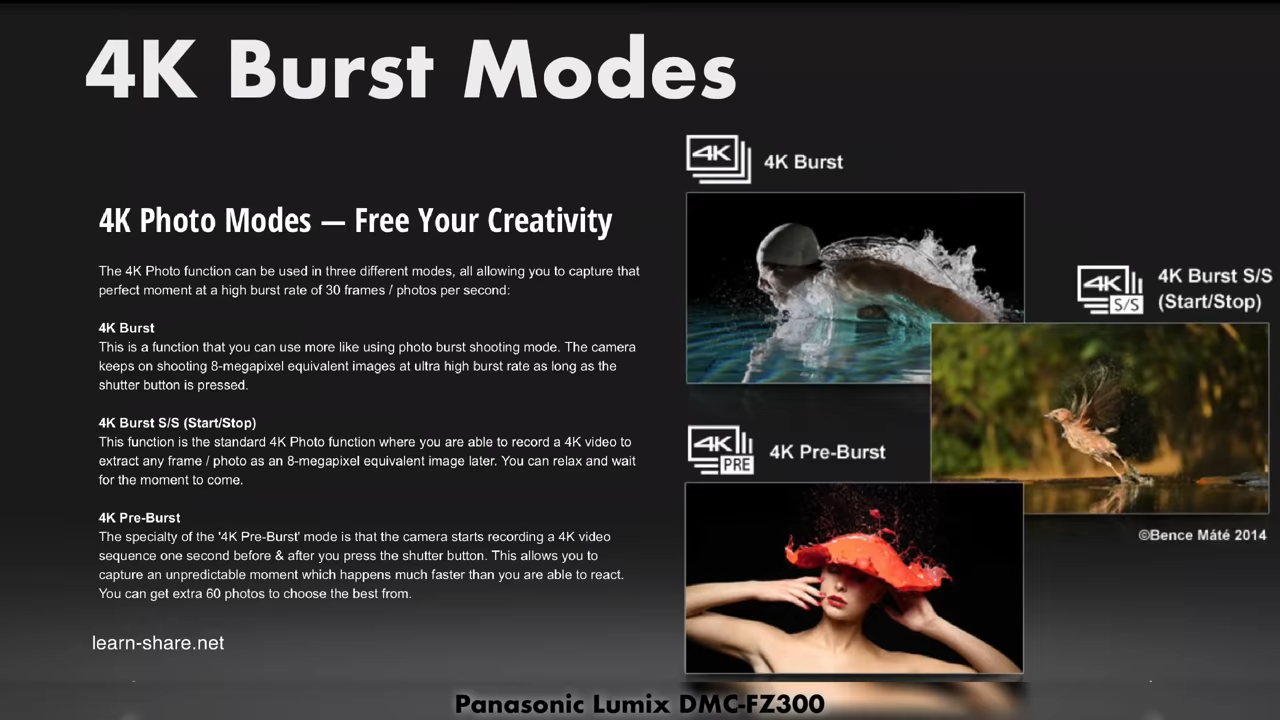 4K Burst Modes
4K Photo Modes — Free Your Creativity
The 4K Photo function can be used in three different modes, all allowing you to capture that
perfect moment at a high burst rate of 30 frames / photos per second:
4K Burst
This is a function that you can use more like using photo burst shooting mode. The camera
keeps on shooting 8-megapixel equivalent images at ultra high burst rate as long as the
shutter button is pressed.
4K Burst S/S (Start/Stop)
This function is the standard 4K Photo function where you are able to record a 4K video to
extract any frame / photo as an 8-megapixel equivalent image later. You can relax and wait
for the moment to come.
4K Pre-Burst
The specialty of the '4K Pre-Burst' mode is that the camera starts recording a 4K video
sequence one second before & after you press the shutter button. This allows you to
capture an unpredictable moment which happens much faster than you are able to react.
You can get extra 60 photos to choose the best from.
learn-share.net
4K
4K Burst
4K
S/S
4K Burst S/S
(Start/Stop)
4K
PRE
4K Pre-Burst
©Bence Máté 2014
Panasonic Lumix DMC-FZ300